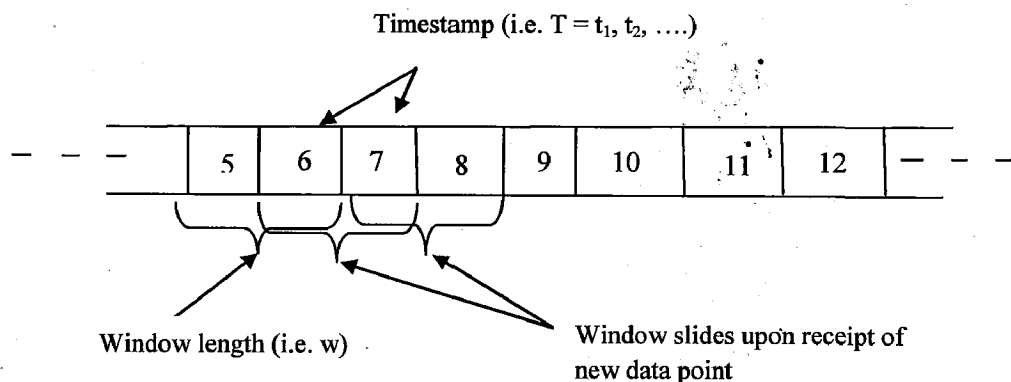 Timestamp (i.e. T = t₁, t₂, ....)
5 6 7 8 9 10 11 12
Window length (i.e. w)
Window slides upon receipt of
new data point